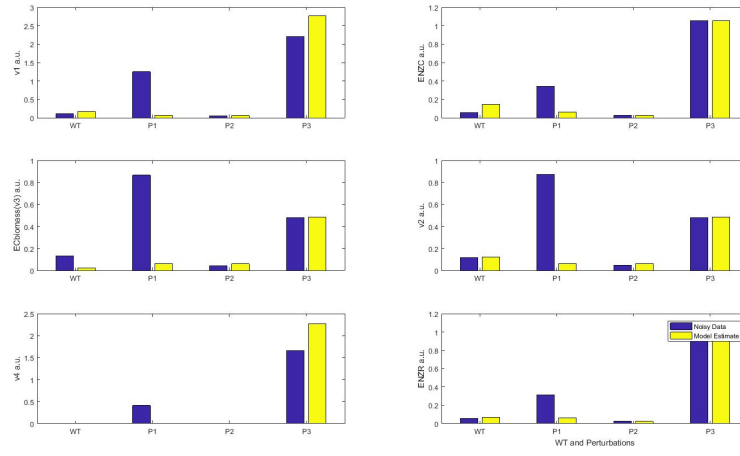 3
2.5
2
1.5
1
0.5
0
v1 a.u.
WT P1 P2 P3
1.2
1
0.8
0.6
0.4
0.2
0
ENZC a.u.
WT P1 P2 P3
1
0.8
0.6
0.4
0.2
0
ECbiomass(v3) a.u.
WT P1 P2 P3
1
0.8
0.6
0.4
0.2
0
v2 a.u.
WT P1 P2 P3
2.5
2
1.5
1
0.5
0
v4 a.u.
WT P1 P2 P3
1.2
1
0.8
0.6
0.4
0.2
0
ENZR a.u.
Noisy Data
Model Estimate
WT P1 P2 P3
WT and Perturbations